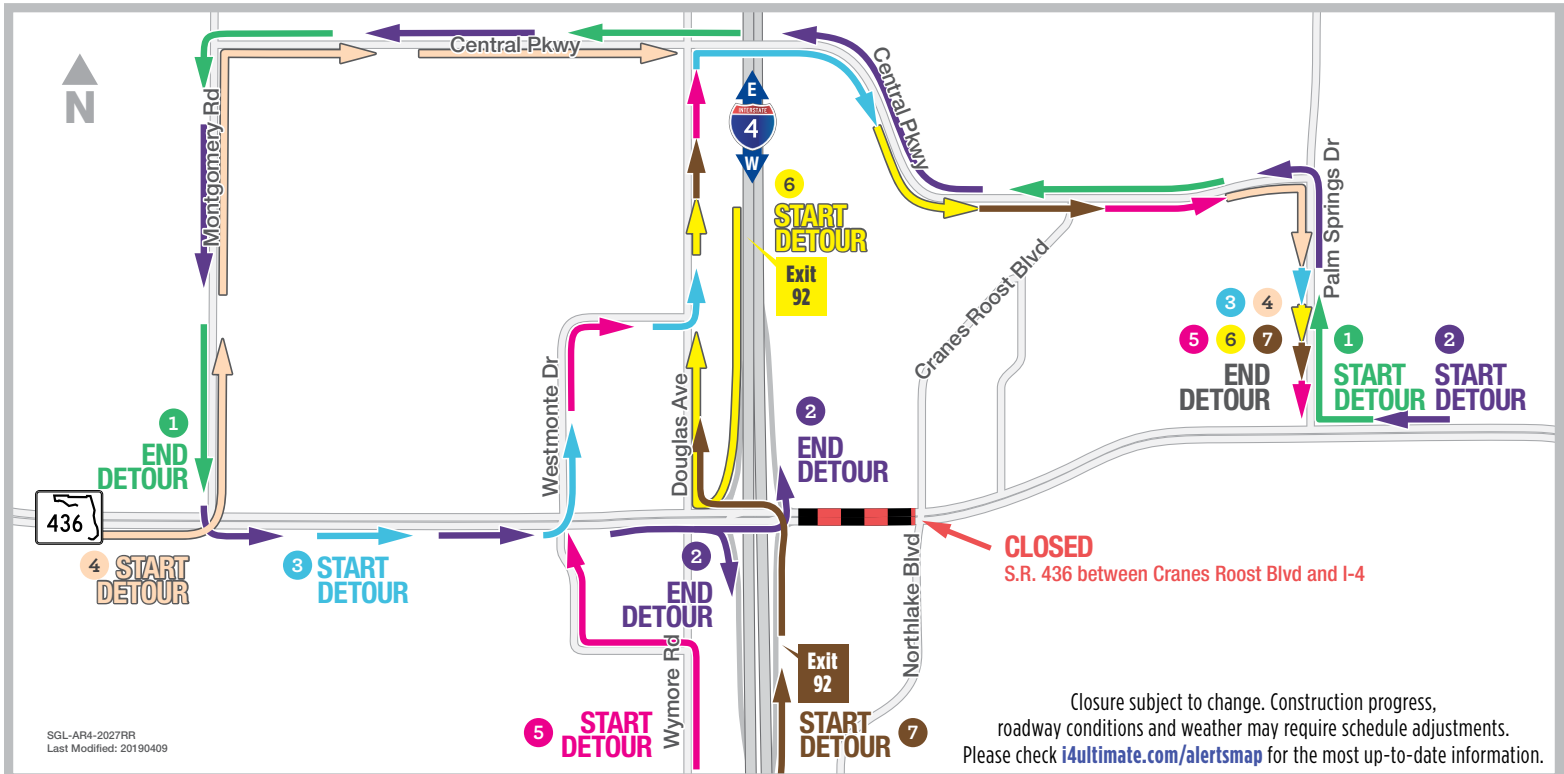 Central Pkwy
Central Pkwy
N
Montgomery Rd
E
INTERSTATE
4
W
6
START
DETOUR
Exit
92
Palm Springs Dr
Cranes Roost Blvd
3 4
5 6 7
END
DETOUR
1
START
DETOUR
2
START
DETOUR
Westmonte Dr
Douglas Ave
2
END
DETOUR
1
END
DETOUR
436
4 START
DETOUR
3 START
DETOUR
2
END
DETOUR
CLOSED
S.R. 436 between Cranes Roost Blvd and I-4
Northlake Blvd
Wymore Rd
Exit
92
5 START
DETOUR
START
DETOUR 7
SGL-AR4-2027RR
Last Modified: 20190409
Closure subject to change. Construction progress,
roadway conditions and weather may require schedule adjustments.
Please check i4ultimate.com/alertsmap for the most up-to-date information.